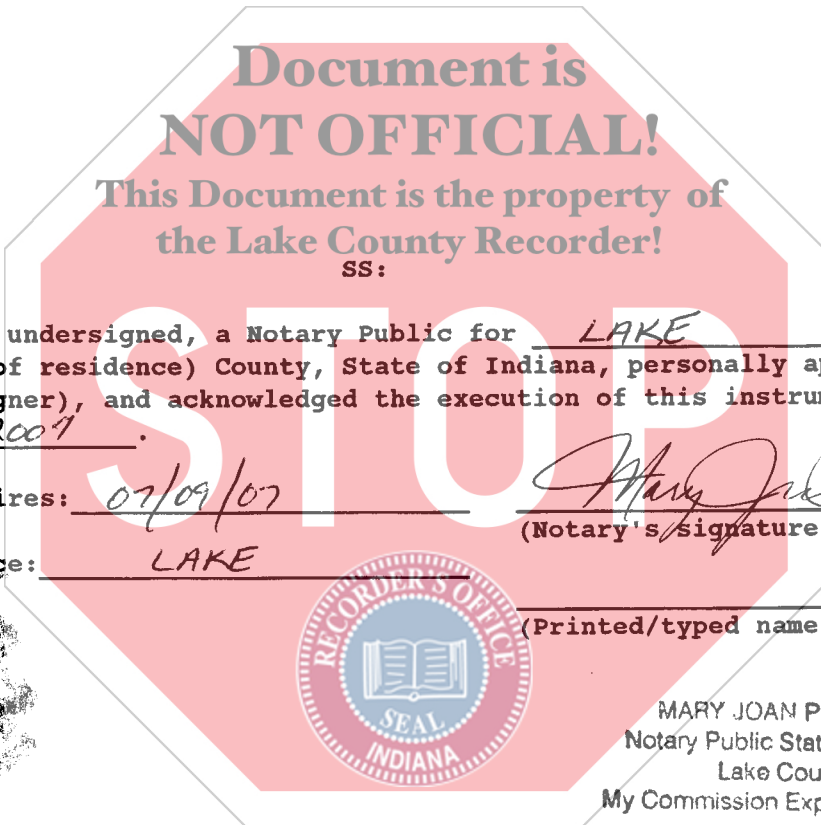 Document is
NOT OFFICIAL!
This Document is the property of
the Lake County Recorder!
SS:
STOP
undersigned, a Notary Public for LAKE
of residence) County, State of Indiana, personally ap
gner), and acknowledged the execution of this instrum
ires: 07/09/07
Mary
(Notary's signature
ce: LAKE
(Printed/typed name
RECORDER'S OFFICE
SEAL
INDIANA
MARY JOAN P
Notary Public Stat
Lake Cou
My Commission Exp